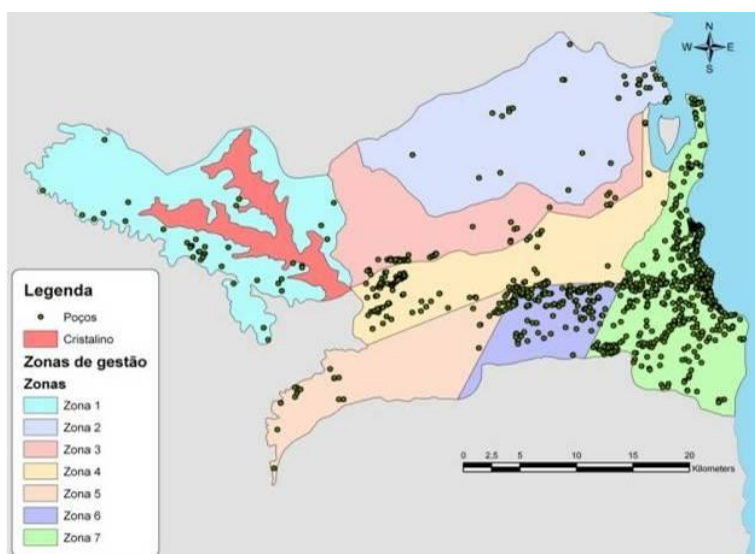 N
W E
S
Legenda
Poços
Cristalino
Zonas de gestão
Zonas
Zona 1
Zona 2
Zona 3
Zona 4
Zona 5
Zona 6
Zona 7
0 2,5 5 10 15 20
Kilometers